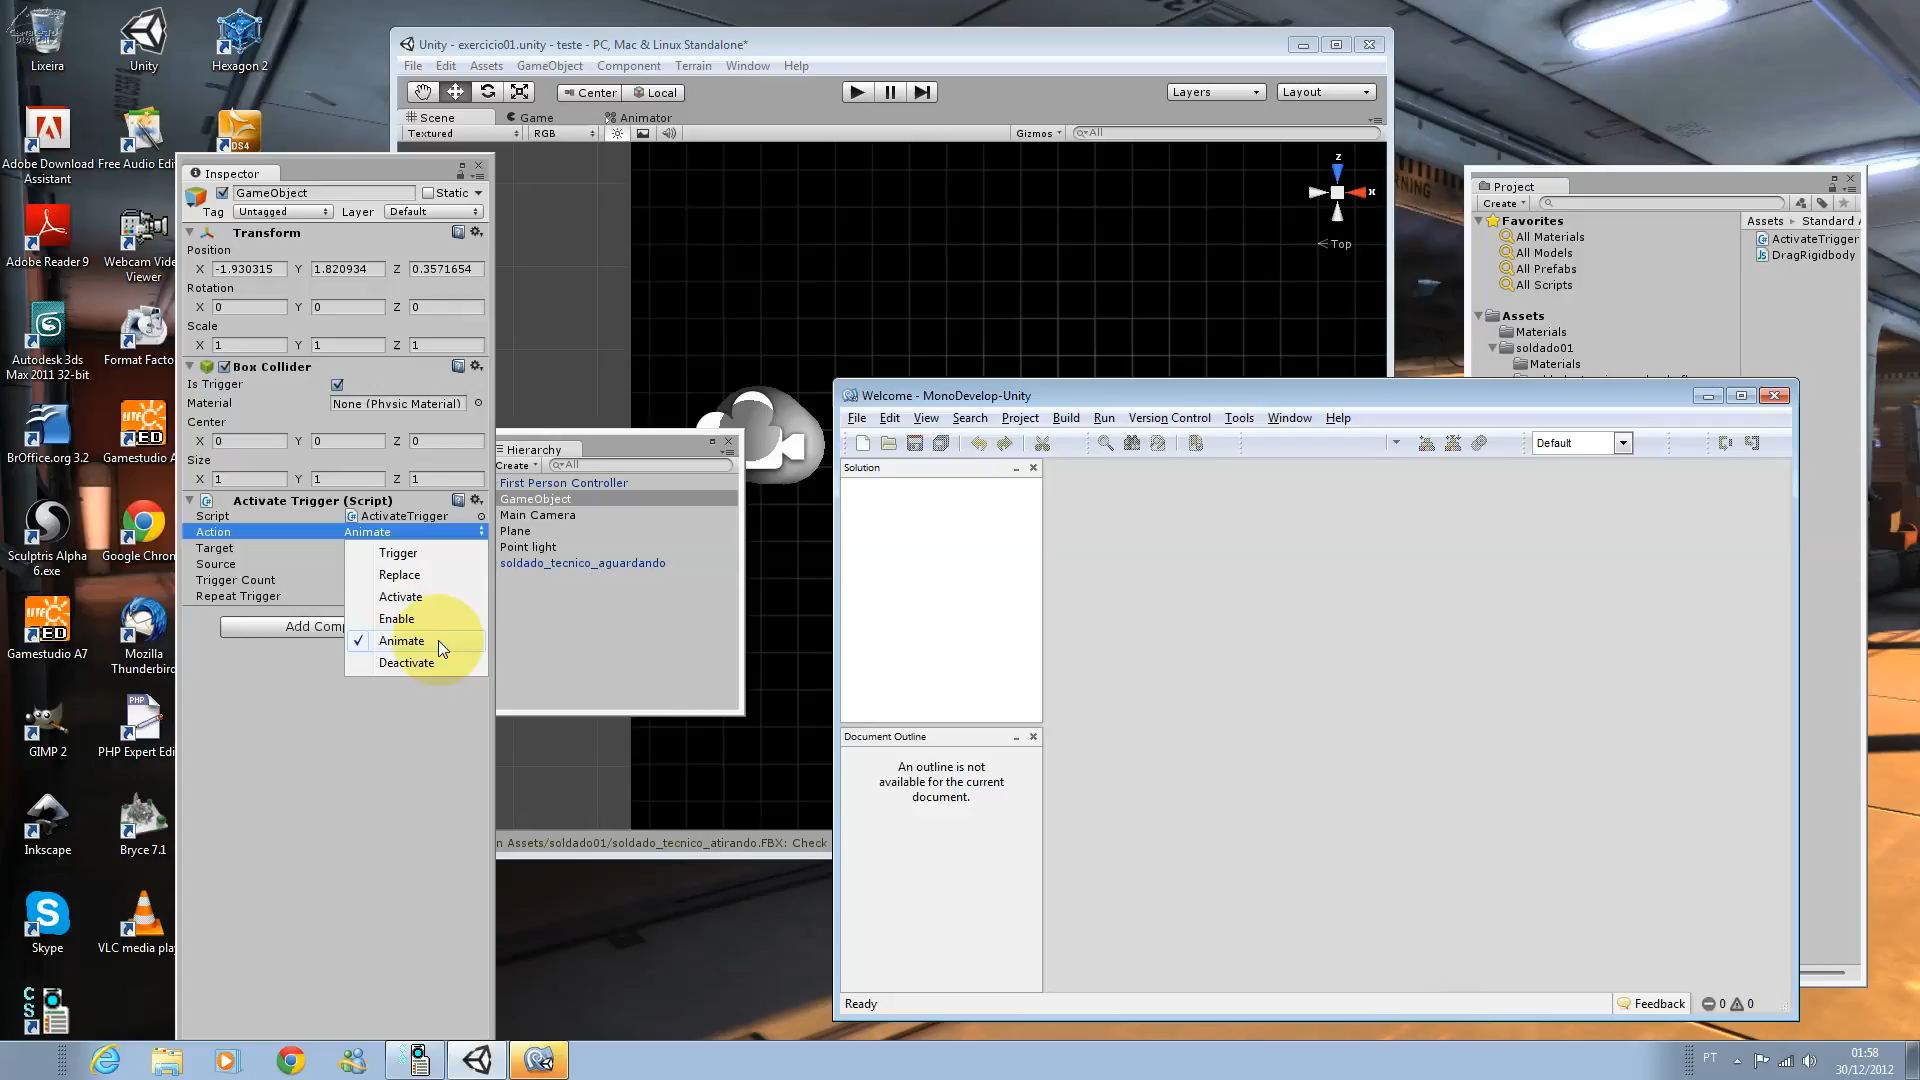 Lixeira
Unity
Hexagon 2
Adobe Download Assistant
Free Audio Edi
DS4
Adobe Reader 9
Webcam Vide
Viewer
Autodesk 3ds
Max 2011 32-bit
Format Facto
BrOffice.org 3.2
Gamestudio A
Sculptris Alpha
6.exe
Google Chron
Gamestudio A7
Mozilla
Thunderbird
GIMP 2
PHP
PHP Expert Edi
Inkscape
Bryce 7.1
Skype
VLC media pla
Unity - exercicio01.unity - teste - PC, Mac & Linux Standalone*
File Edit Assets GameObject Component Terrain Window Help
Center Local
Layers Layout
Scene Game Animator
Textured RGB Gizmos All
z
x
Top
Inspector
GameObject Static
Tag Untagged Layer Default
Transform
Position
X -1.930315 Y 1.820934 Z 0.3571654
Rotation
X 0 Y 0 Z 0
Scale
X 1 Y 1 Z 1
Box Collider
Is Trigger
Material None (Physic Material)
Center
X 0 Y 0 Z 0
Size
X 1 Y 1 Z 1
Activate Trigger (Script)
Script ActivateTrigger
Action Animate
Target
Source
Trigger Count
Repeat Trigger
Trigger
Replace
Activate
Enable
Animate
Deactivate
Add Comp
Hierarchy
Create All
First Person Controller
GameObject
Main Camera
Plane
Point light
soldado_tecnico_aguardando
n Assets/soldado01/soldado_tecnico_atirando.FBX: Check
Project
Create
Favorites
All Materials
All Models
All Prefabs
All Scripts
Assets
Materials
soldado01
Materials
Assets Standard A
ActivateTrigger
DragRigidbody
Welcome - MonoDevelop-Unity
File Edit View Search Project Build Run Version Control Tools Window Help
Default
Solution
Document Outline
An outline is not
available for the current
document.
Ready
Feedback 0 0
PT
01:58
30/12/2012